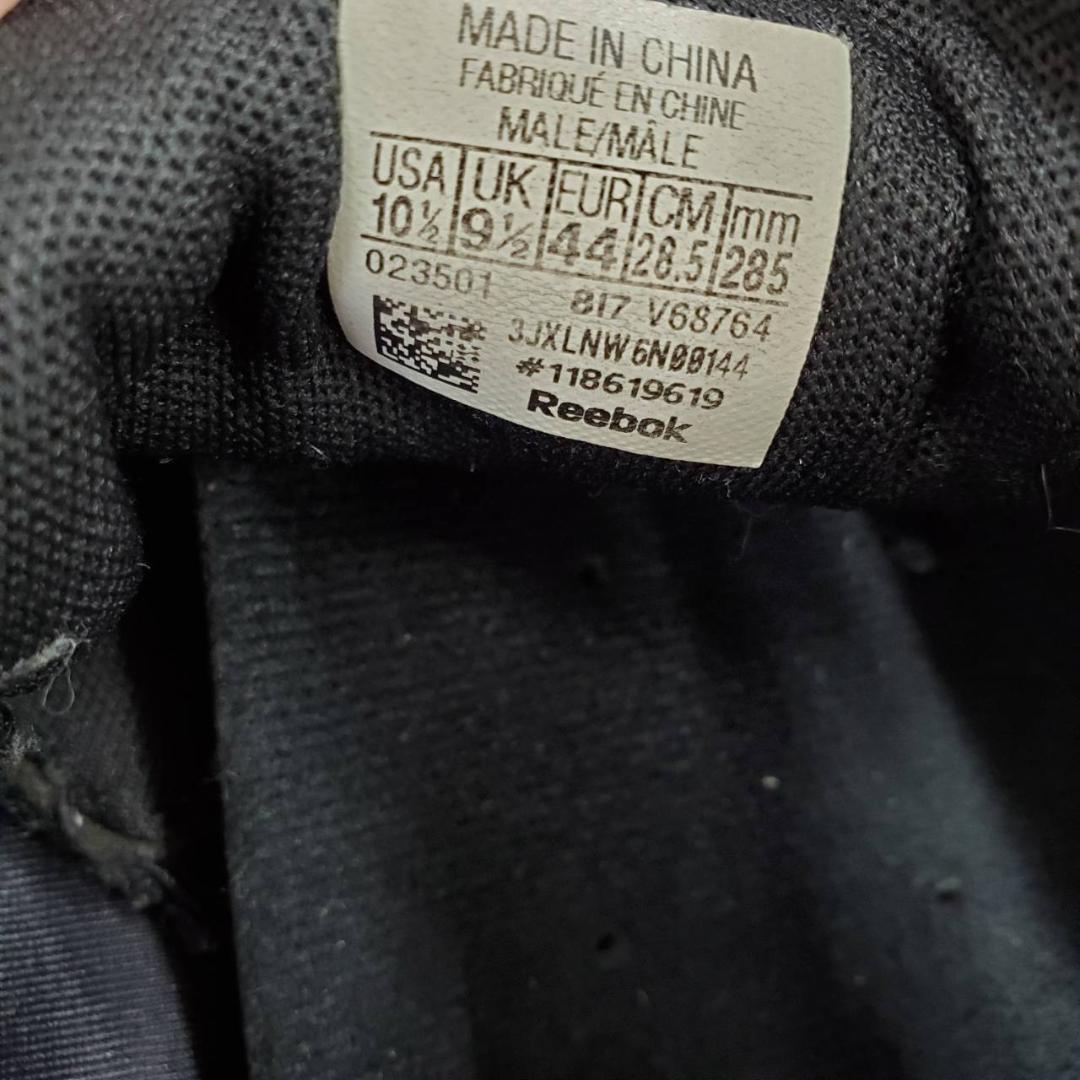 MADE IN CHINA
FABRIQUÉ EN CHINE
MALE/MÂLE
USA UK EUR CM mm
10½ 9½ 44 28.5 285
023501 817 V68764
3JXLNW6N00144
#118619619
Reebok